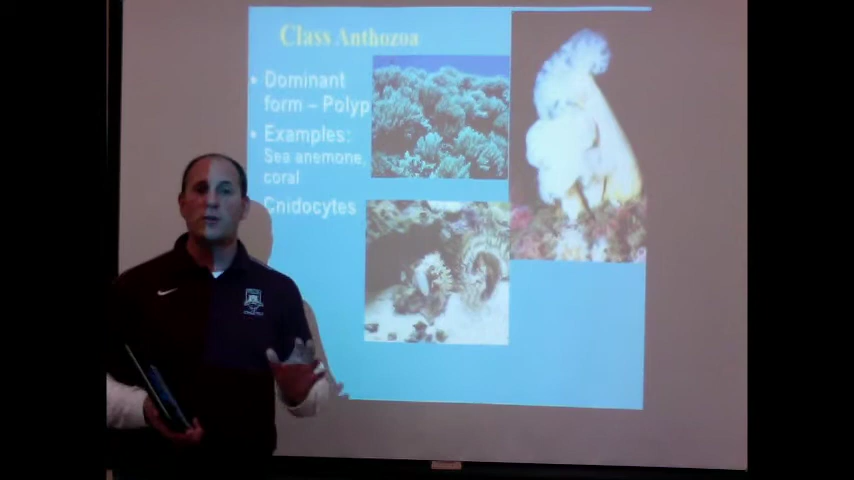 Class Anthozoa
• Dominant
form – Polyp
• Examples:
Sea anemone,
coral
Cnidocytes